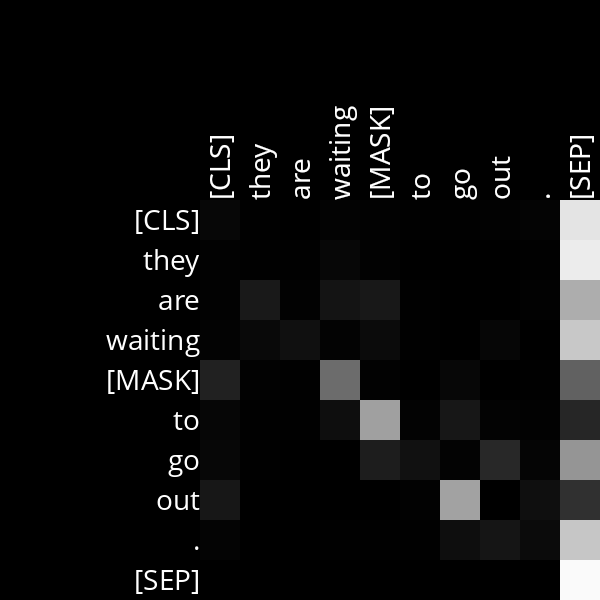 [CLS] they are waiting [MASK] to go out . [SEP]
[CLS]
they
are
waiting
[MASK]
to
go
out
.
[SEP]